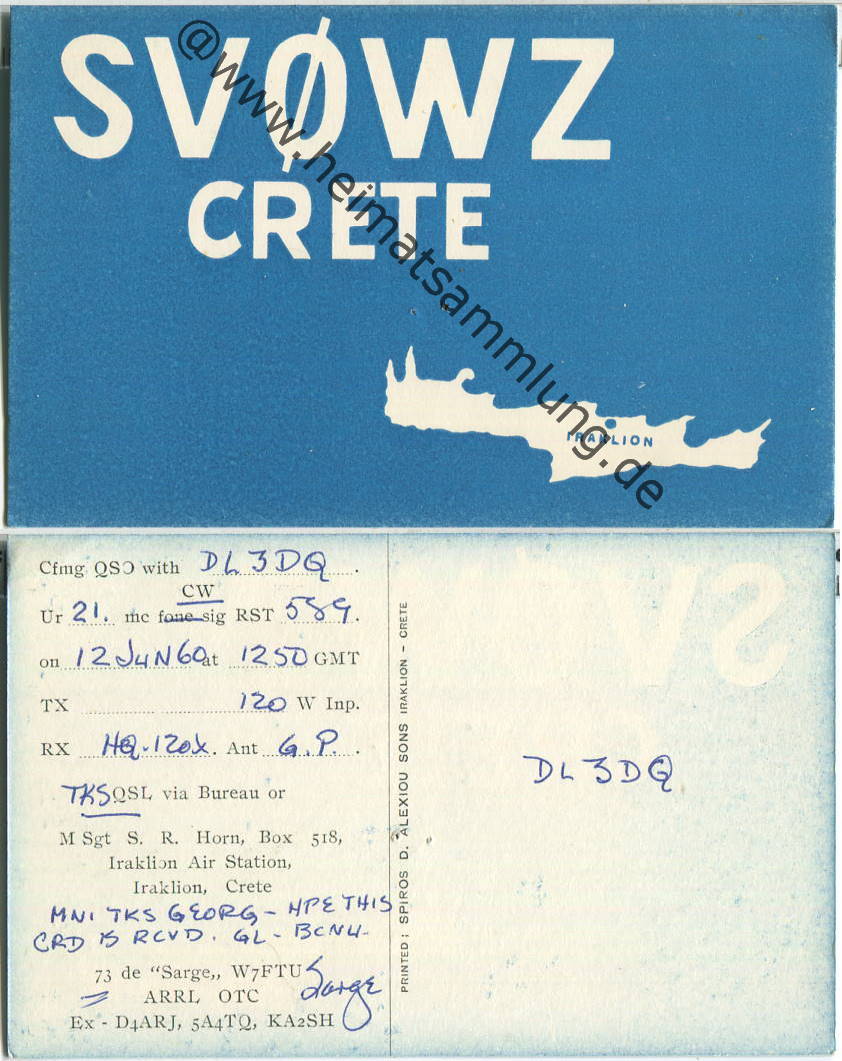 SVØWZ
CRETE
IRAKLION
@www.heimatsammlung.de
Cfmg QSO with DL3DQ.
CW
Ur 21. mc fone sig RST 589.
on 12 JUN 60 at 1250 GMT
TX 120 W Inp.
RX HQ-120X. Ant G.P..
TKS QSL via Bureau or
M Sgt S. R. Horn, Box 518,
Iraklion Air Station,
Iraklion, Crete
MNI TKS GEORG - HPE THIS
CRD IS RCVD. GL - BCNU-
73 de "Sarge„ W7FTU
Sarge
ARRL OTC
Ex - D4ARJ, 5A4TQ, KA2SH
PRINTED; SPIROS D. ALEXIOU SONS IRAKLION - CRETE
DL3DQ